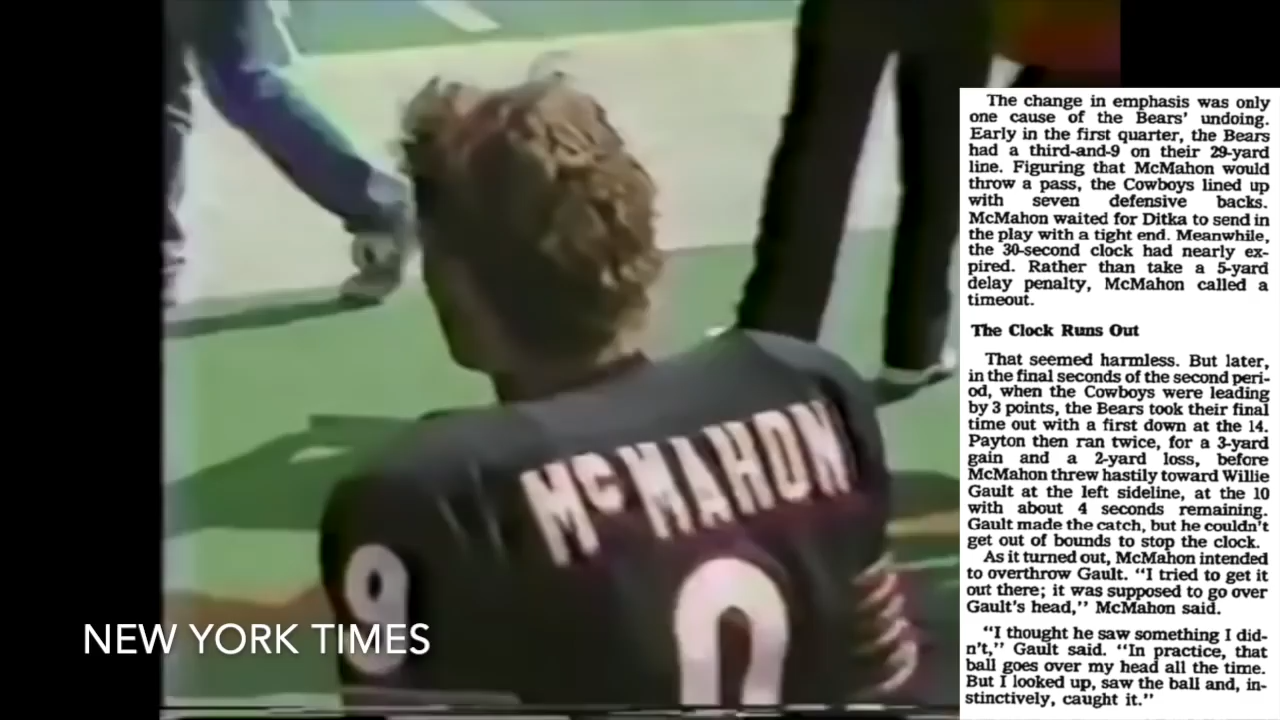 The change in emphasis was only
one cause of the Bears' undoing.
Early in the first quarter, the Bears
had a third-and-9 on their 29-yard
line. Figuring that McMahon would
throw a pass, the Cowboys lined up
with seven defensive backs.
McMahon waited for Ditka to send in
the play with a tight end. Meanwhile,
the 30-second clock had nearly ex-
pired. Rather than take a 5-yard
delay penalty, McMahon called a
timeout.
The Clock Runs Out
That seemed harmless. But later,
in the final seconds of the second peri-
od, when the Cowboys were leading
by 3 points, the Bears took their final
time out with a first down at the 14.
Payton then ran twice, for a 3-yard
gain and a 2-yard loss, before
McMahon threw hastily toward Willie
Gault at the left sideline, at the 10
with about 4 seconds remaining.
Gault made the catch, but he couldn't
get out of bounds to stop the clock.
As it turned out, McMahon intended
to overthrow Gault. "I tried to get it
out there; it was supposed to go over
Gault's head," McMahon said.
"I thought he saw something I did-
n't," Gault said. "In practice, that
ball goes over my head all the time.
But I looked up, saw the ball and, in-
stinctively, caught it."
McMAHON
9
9
NEW YORK TIMES